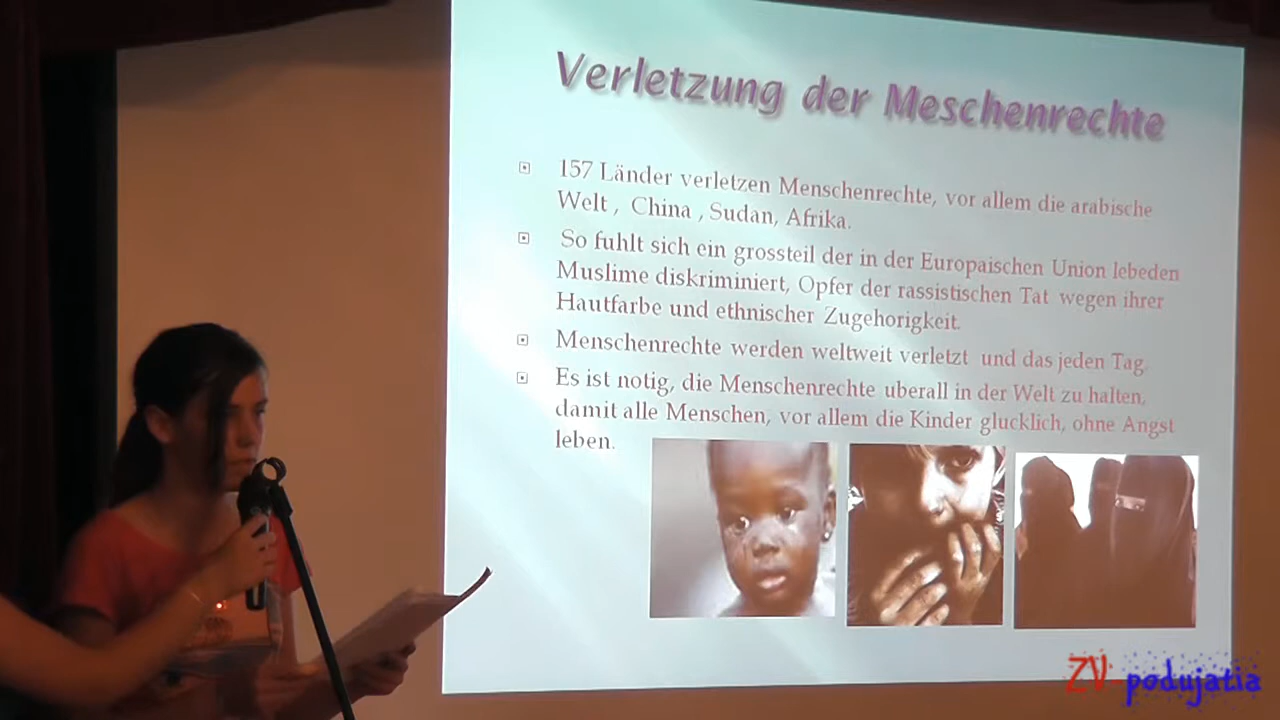 Verletzung der Meschenrechte
157 Länder verletzen Menschenrechte, vor allem die arabische
Welt , China , Sudan, Afrika.
So fuhlt sich ein grossteil der in der Europaischen Union lebeden
Muslime diskriminiert, Opfer der rassistischen Tat wegen ihrer
Hautfarbe und ethnischer Zugehorigkeit.
Menschenrechte werden weltweit verletzt und das jeden Tag.
Es ist notig, die Menschenrechte uberall in der Welt zu halten,
damit alle Menschen, vor allem die Kinder glucklich, ohne Angst
leben.
ZV-podujatia